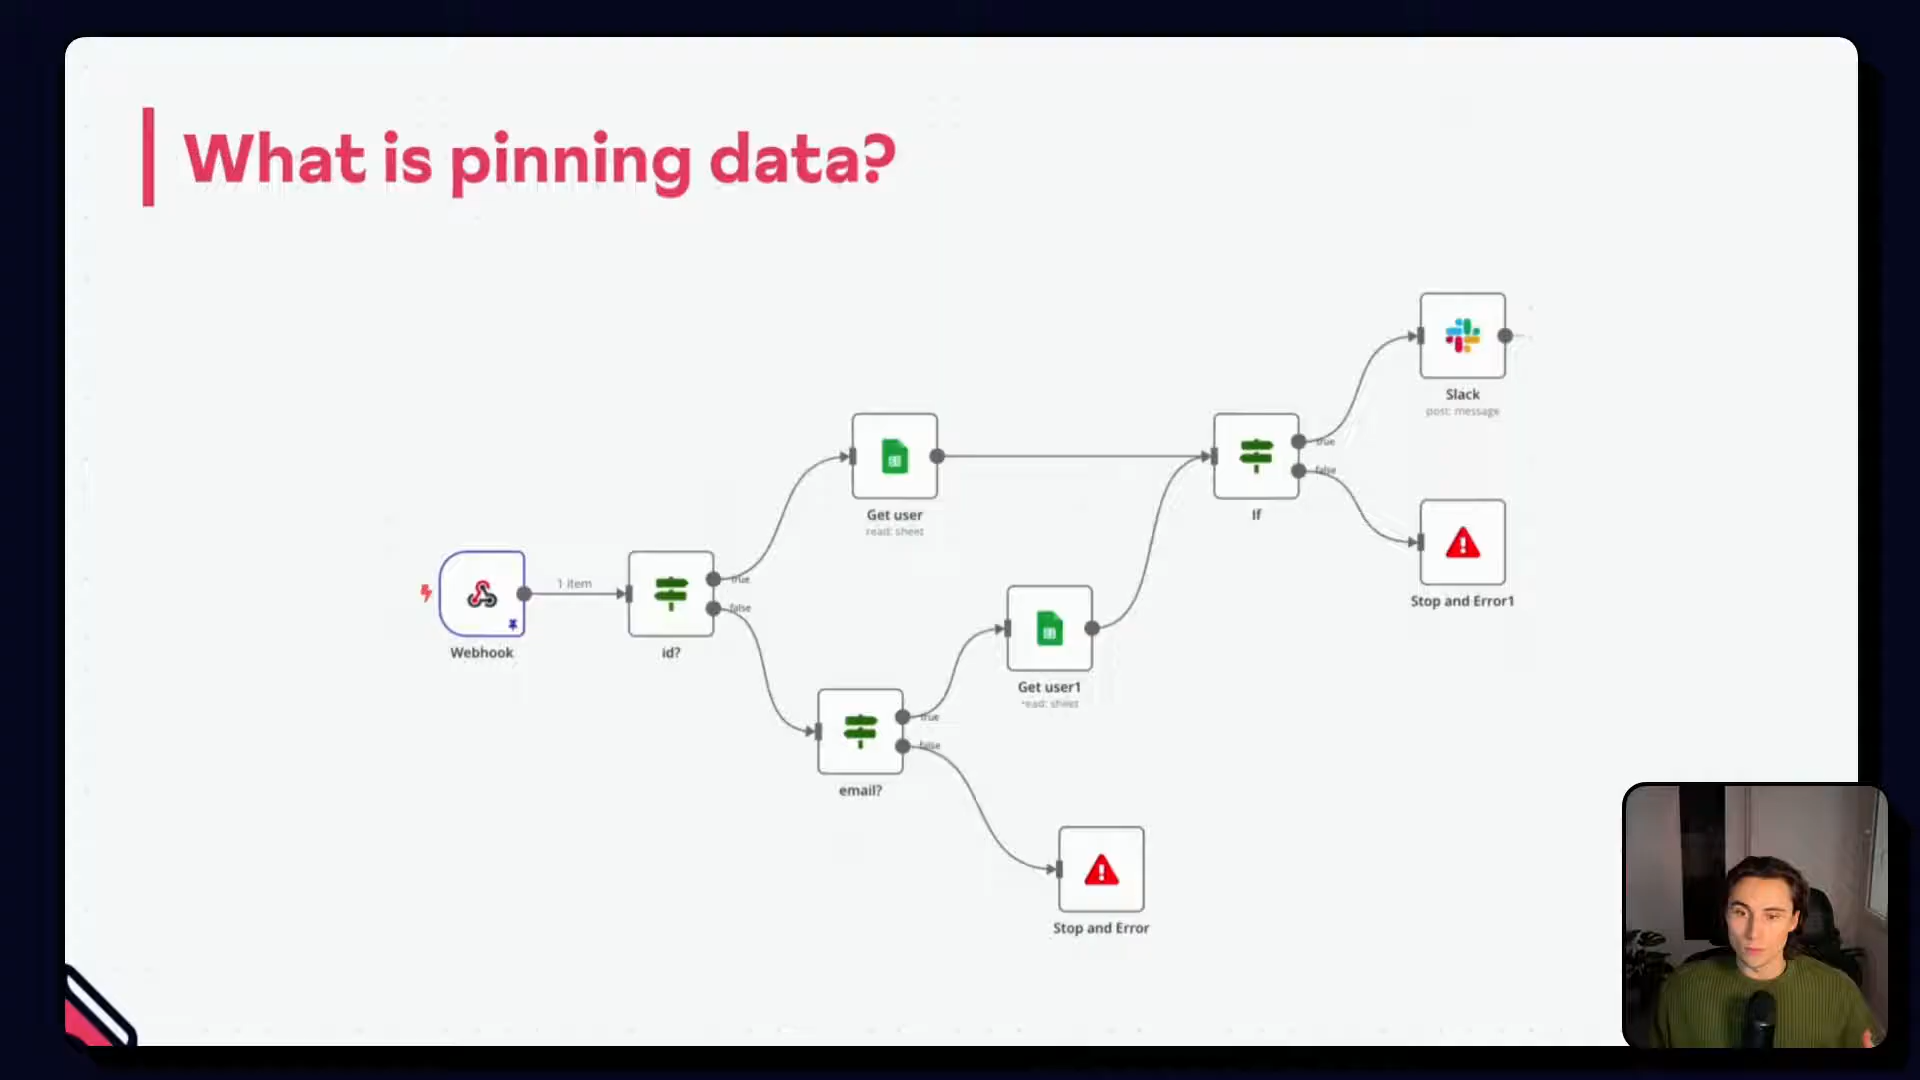 What is pinning data?
Slack
post: message
true
false
Get user
read: sheet
If
Stop and Error1
1 item
true
false
Webhook
id?
Get user1
read: sheet
true
false
email?
Stop and Error